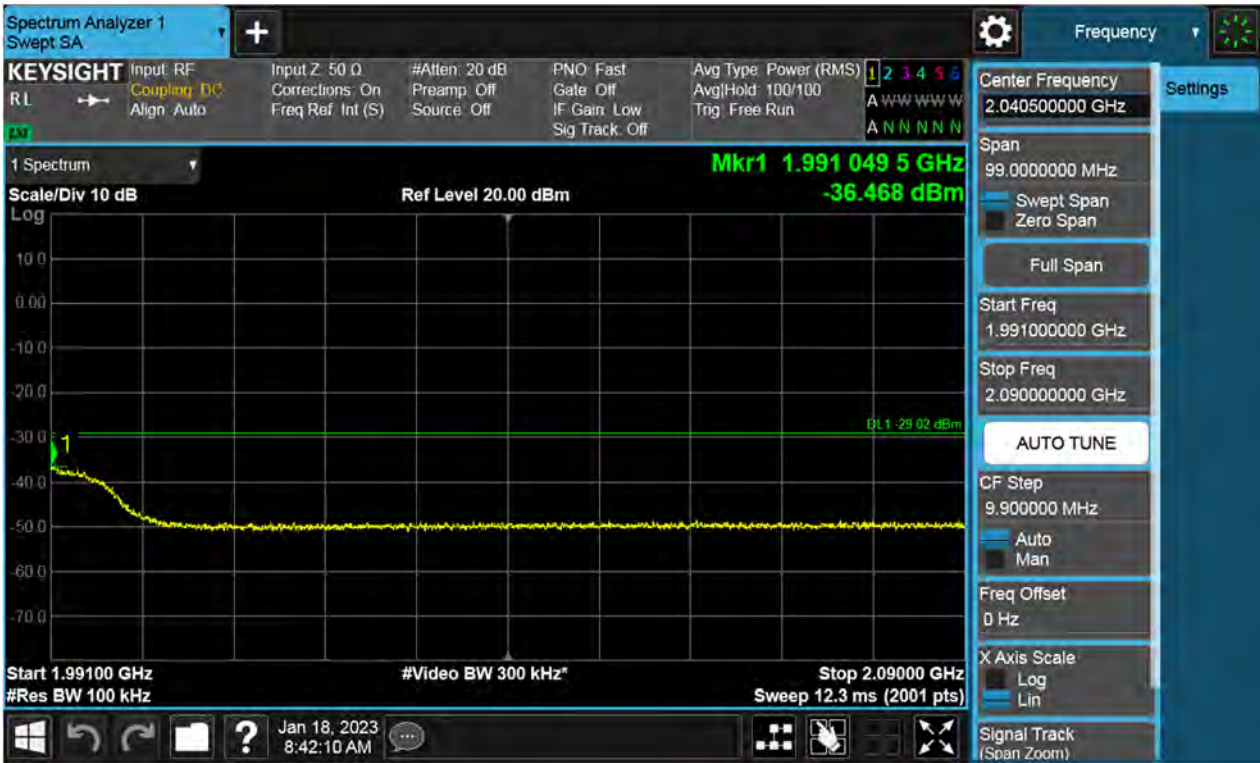 Spectrum Analyzer 1
Swept SA
+
Frequency
KEYSIGHT
RL
LXI
Input: RF
Coupling: DC
Align: Auto
Input Z: 50 Ω
Corrections: On
Freq Ref: Int (S)
#Atten: 20 dB
Preamp: Off
Source: Off
PNO: Fast
Gate: Off
IF Gain: Low
Sig Track: Off
Avg Type: Power (RMS)
Avg|Hold: 100/100
Trig: Free Run
1 2 3 4 5 6
A W W W W W
A N N N N N
1 Spectrum
Mkr1 1.991 049 5 GHz
-36.468 dBm
Scale/Div 10 dB
Ref Level 20.00 dBm
Log
10.0
0.00
-10.0
-20.0
-30.0
-40.0
-50.0
-60.0
-70.0
1
DL1 -29.02 dBm
Start 1.99100 GHz
#Video BW 300 kHz*
Stop 2.09000 GHz
#Res BW 100 kHz
Sweep 12.3 ms (2001 pts)
?
Jan 18, 2023
8:42:10 AM
Center Frequency
2.040500000 GHz
Settings
Span
99.0000000 MHz
Swept Span
Zero Span
Full Span
Start Freq
1.991000000 GHz
Stop Freq
2.090000000 GHz
AUTO TUNE
CF Step
9.900000 MHz
Auto
Man
Freq Offset
0 Hz
X Axis Scale
Log
Lin
Signal Track
(Span Zoom)